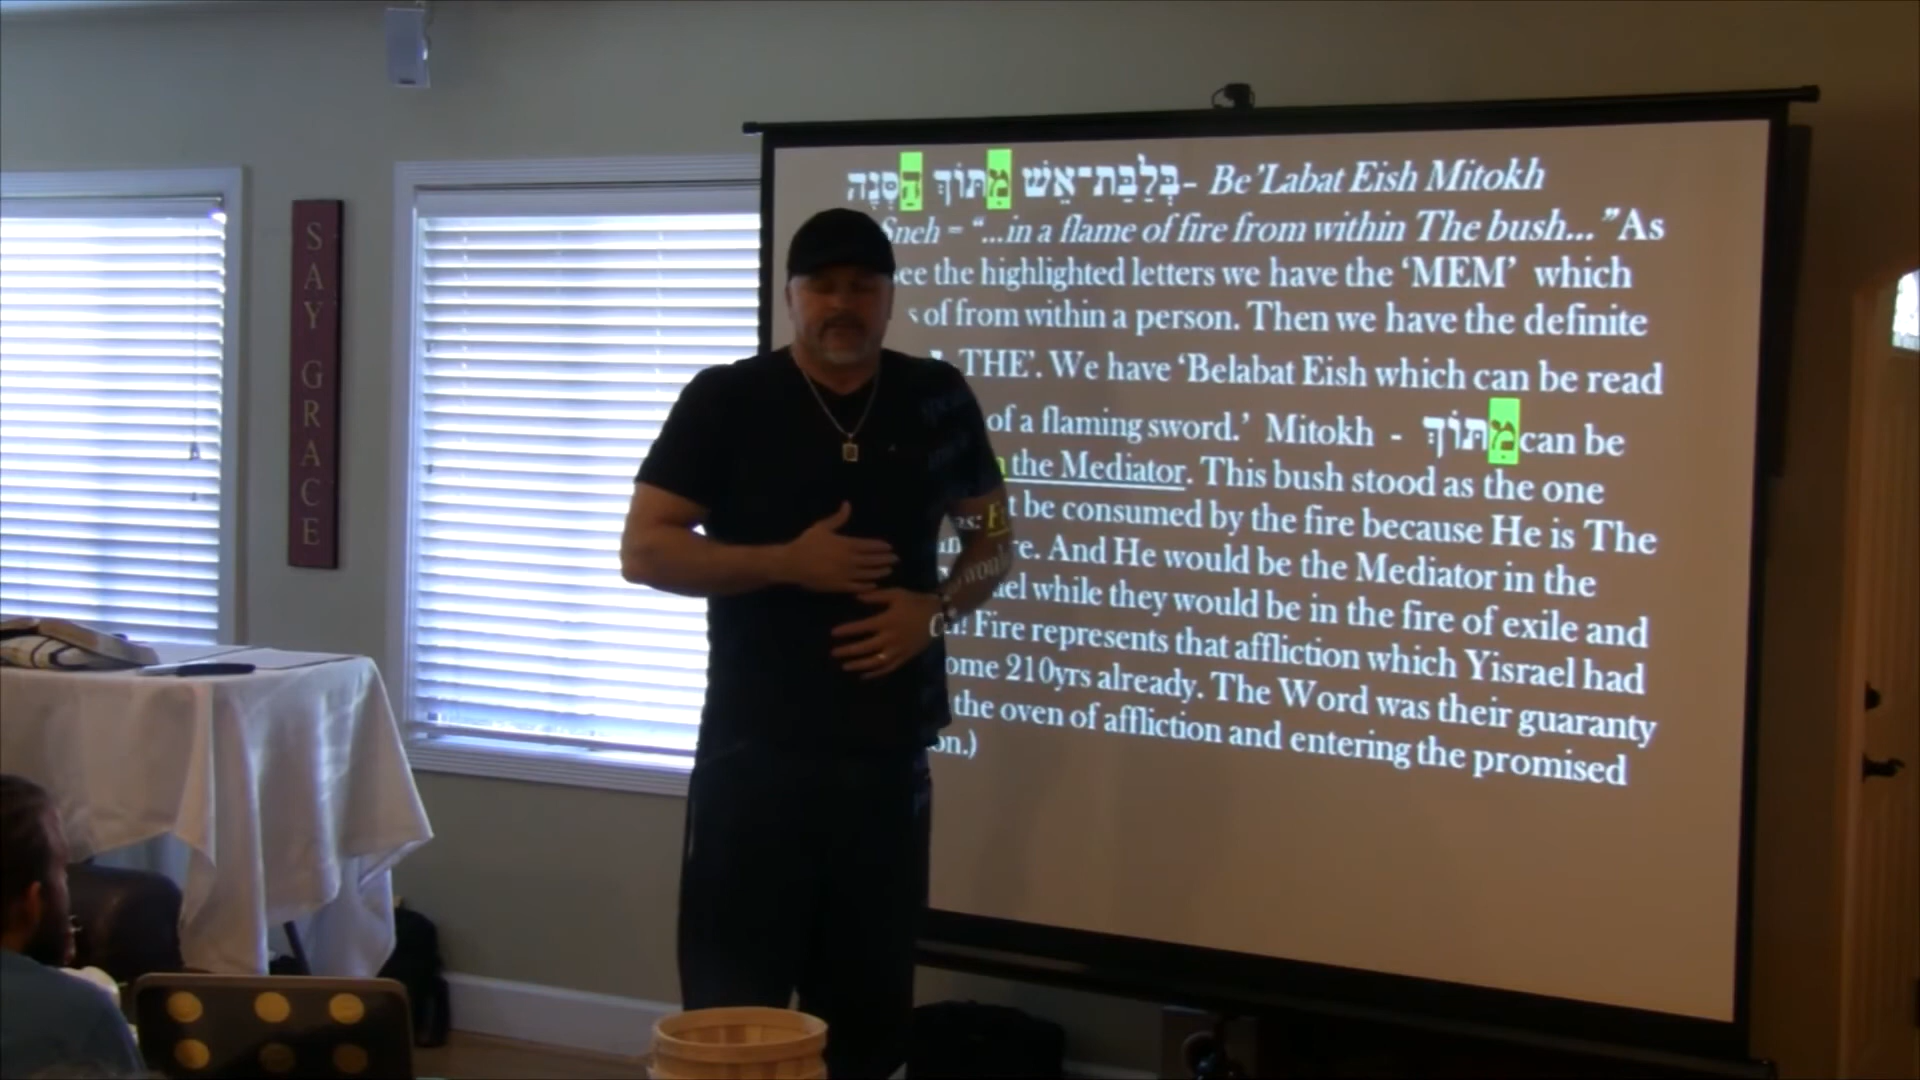 SAY GRACE
בְּלַבַּת־אֵשׁ מִתּוֹךְ הַסְּנֶה- Be'Labat Eish Mitokh
Sneh = “...in a flame of fire from within The bush...” As
see the highlighted letters we have the ‘MEM’ which
of from within a person. Then we have the definite
THE’. We have ‘Belabat Eish which can be read
of a flaming sword.’ Mitokh - מִתּוֹךְ can be
the Mediator. This bush stood as the one
be consumed by the fire because He is The
And He would be the Mediator in the
while they would be in the fire of exile and
Fire represents that affliction which Yisrael had
210yrs already. The Word was their guaranty
the oven of affliction and entering the promised